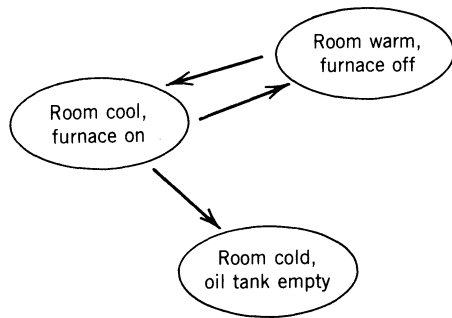 Room warm,
furnace off
Room cool,
furnace on
Room cold,
oil tank empty